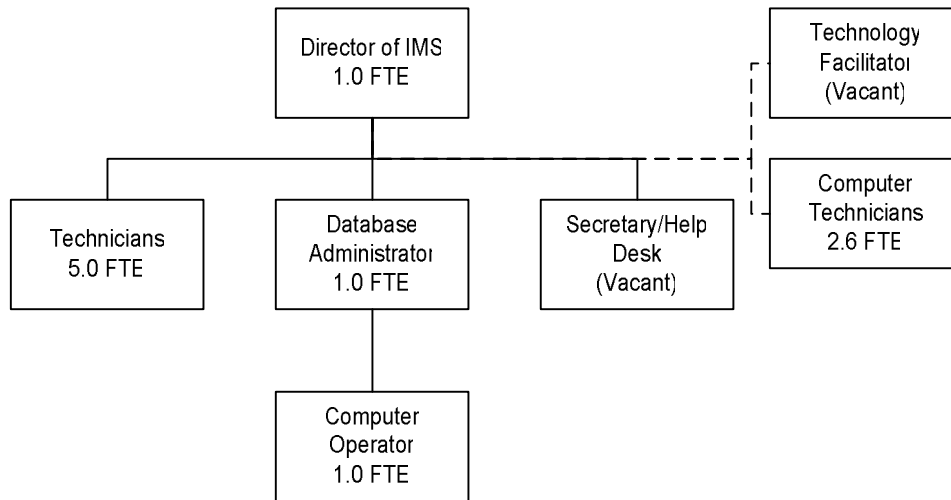 Director of IMS
1.0 FTE
Technology
Facilitator
(Vacant)
Computer
Technicians
2.6 FTE
Technicians
5.0 FTE
Database
Administrator
1.0 FTE
Secretary/Help
Desk
(Vacant)
Computer
Operator
1.0 FTE